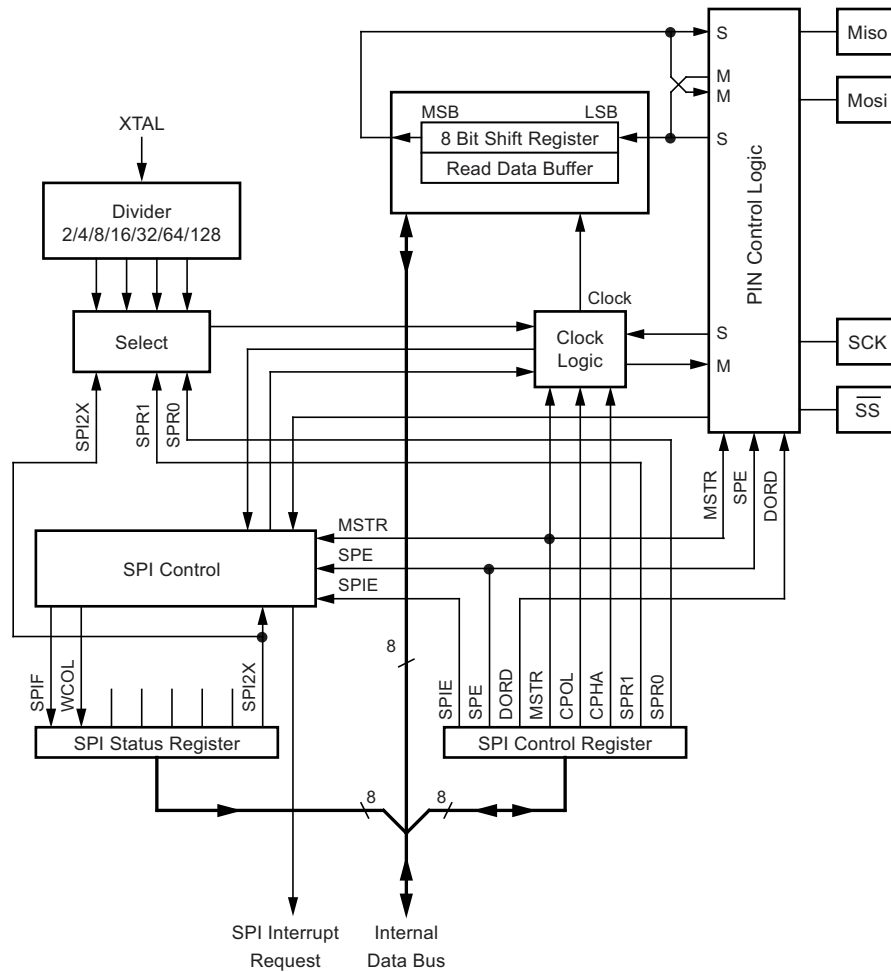 S
Miso
M
M
Mosi
MSB
LSB
8 Bit Shift Register
S
Read Data Buffer
XTAL
Divider
2/4/8/16/32/64/128
PIN Control Logic
Clock
Select
Clock
Logic
S
M
SCK
SS
SPI2X
SPR1
SPR0
MSTR
SPE
DORD
MSTR
SPE
SPIE
SPI Control
8
SPIF
WCOL
SPI2X
SPIE
SPE
DORD
MSTR
CPOL
CPHA
SPR1
SPR0
SPI Status Register
SPI Control Register
8
8
SPI Interrupt
Request
Internal
Data Bus